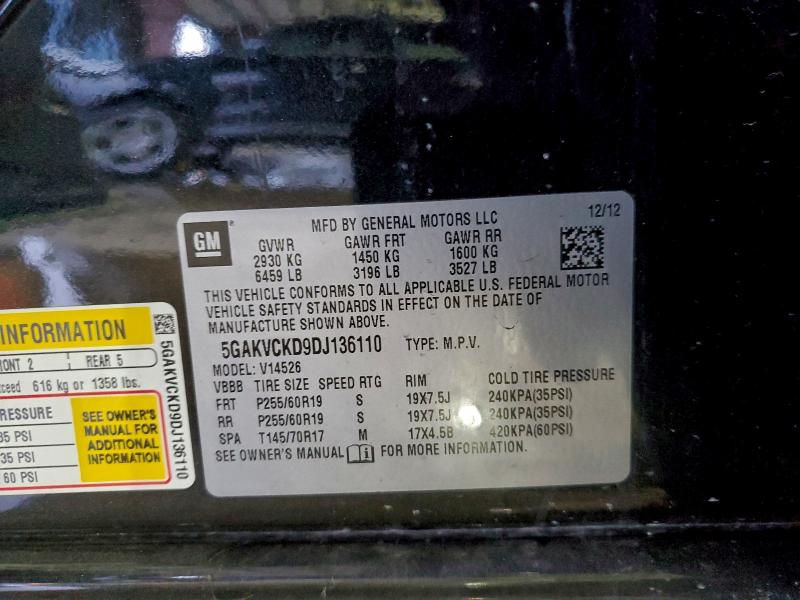 GM
MFD BY GENERAL MOTORS LLC
12/12
GVWR GAWR FRT GAWR RR
2930 KG 1450 KG 1600 KG
6459 LB 3196 LB 3527 LB
THIS VEHICLE CONFORMS TO ALL APPLICABLE U.S. FEDERAL MOTOR
VEHICLE SAFETY STANDARDS IN EFFECT ON THE DATE OF
MANUFACTURE SHOWN ABOVE.
5GAKVCKD9DJ136110 TYPE: M.P.V.
MODEL: V14526
VBBB TIRE SIZE SPEED RTG RIM COLD TIRE PRESSURE
FRT P255/60R19 S 19X7.5J 240KPA(35PSI)
RR P255/60R19 S 19X7.5J 240KPA(35PSI)
SPA T145/70R17 M 17X4.5B 420KPA(60PSI)
SEE OWNER'S MANUAL FOR MORE INFORMATION.
INFORMATION
RONT 2 REAR 5
xceed 616 kg or 1358 lbs.
PRESSURE
35 PSI
35 PSI
60 PSI
SEE OWNER'S
MANUAL FOR
ADDITIONAL
INFORMATION
5GAKVCKD9DJ136110